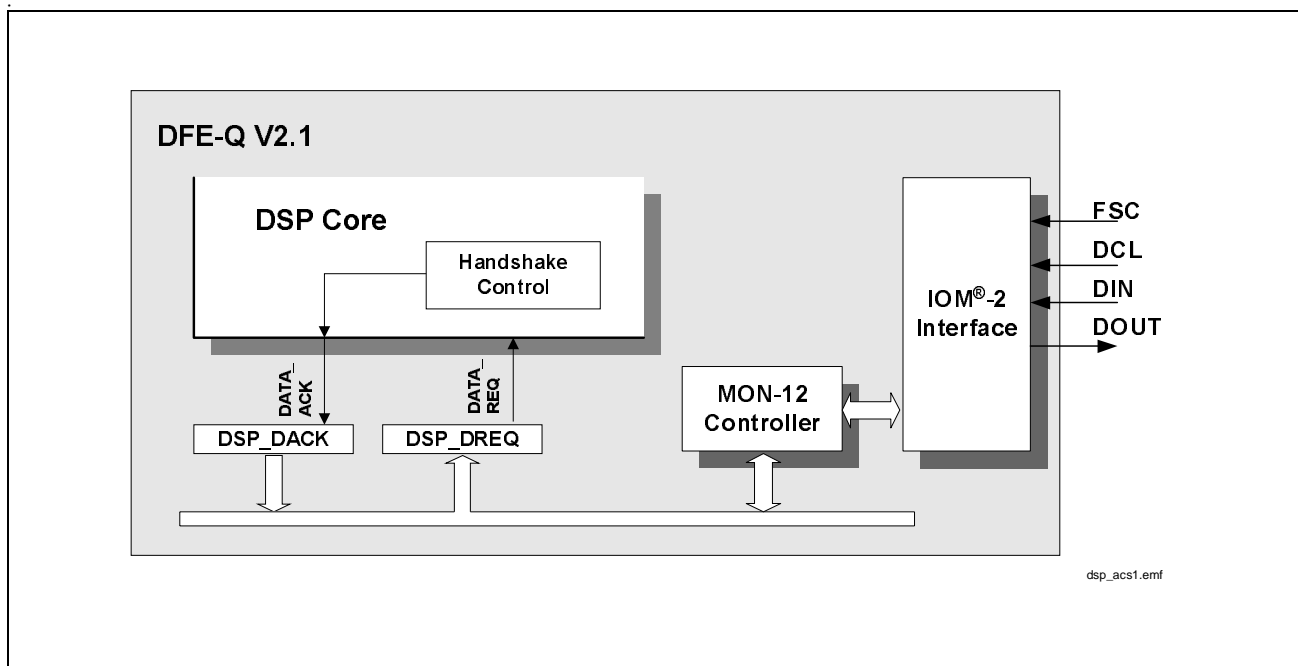 .
DFE-Q V2.1
DSP Core
Handshake
Control
DATA_
ACK
DATA_
REQ
DSP_DACK
DSP_DREQ
MON-12
Controller
IOM®-2
Interface
FSC
DCL
DIN
DOUT
dsp_acs1.emf